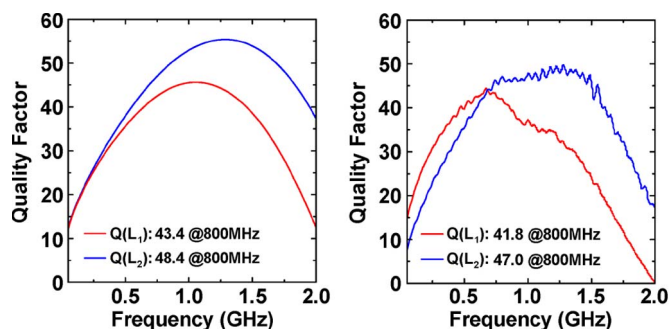 60
50
40
30
20
10
0
Quality Factor
Q(L₁): 43.4 @800MHz
Q(L₂): 48.4 @800MHz
0.5 1.0 1.5 2.0
Frequency (GHz)
60
50
40
30
20
10
0
Quality Factor
Q(L₁): 41.8 @800MHz
Q(L₂): 47.0 @800MHz
0.5 1.0 1.5 2.0
Frequency (GHz)